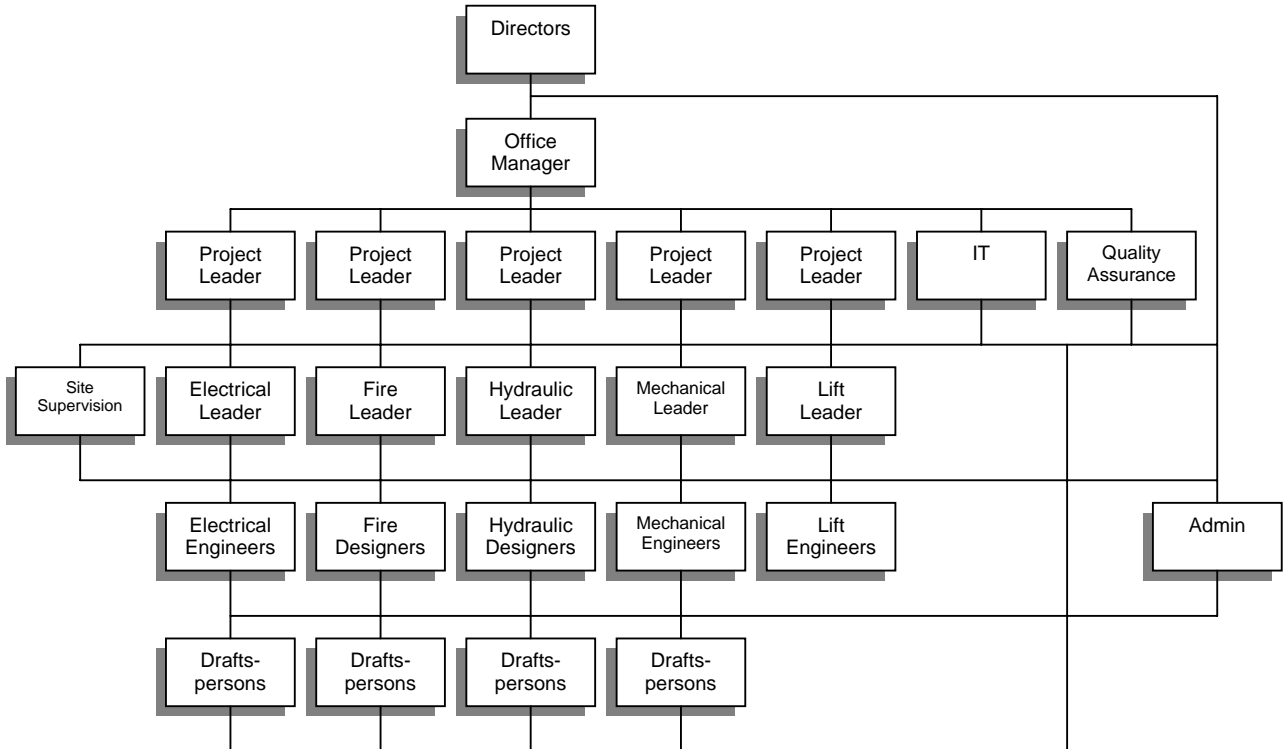 Directors
Office
Manager
Project
Leader
Project
Leader
Project
Leader
Project
Leader
Project
Leader
IT
Quality
Assurance
Site
Supervision
Electrical
Leader
Fire
Leader
Hydraulic
Leader
Mechanical
Leader
Lift
Leader
Electrical
Engineers
Fire
Designers
Hydraulic
Designers
Mechanical
Engineers
Lift
Engineers
Admin
Drafts-
persons
Drafts-
persons
Drafts-
persons
Drafts-
persons